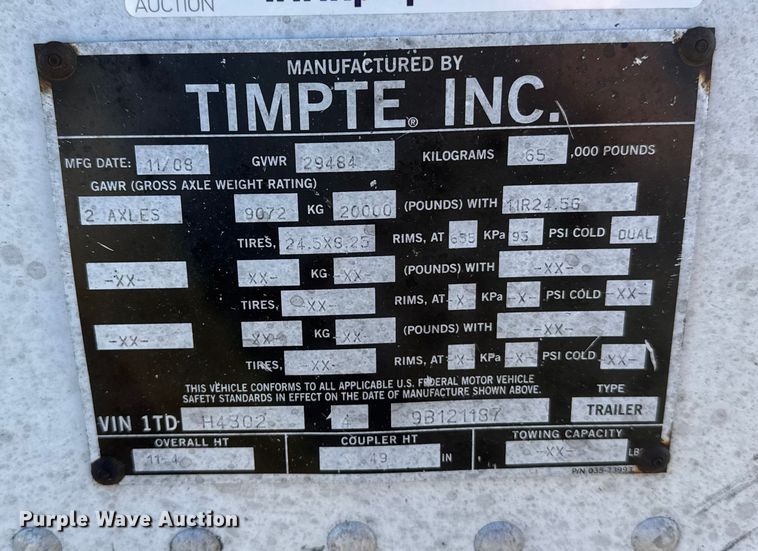 AUCTION
MANUFACTURED BY
TIMPTE® INC.
MFG DATE: 11/08 GVWR 29484 KILOGRAMS 65 ,000 POUNDS
GAWR (GROSS AXLE WEIGHT RATING)
2 AXLES 9072 KG 20000 (POUNDS) WITH 11R24.5G
TIRES, 24.5X8.25 RIMS, AT 655 KPa 95 PSI COLD DUAL
-XX- -XX- KG -XX- (POUNDS) WITH -XX-
TIRES, -XX- RIMS, AT -X- KPa -X- PSI COLD -XX-
-XX- -XX- KG -XX- (POUNDS) WITH -XX-
TIRES, -XX- RIMS, AT -X- KPa -X- PSI COLD -XX-
THIS VEHICLE CONFORMS TO ALL APPLICABLE U.S. FEDERAL MOTOR VEHICLE
SAFETY STANDARDS IN EFFECT ON THE DATE OF MANUFACTURE SHOWN ABOVE.
TYPE
VIN 1TD H4302 4 9B121187 TRAILER
OVERALL HT COUPLER HT TOWING CAPACITY
11-4 49 IN -XX- LB
P/N 035-13993
Purple Wave Auction